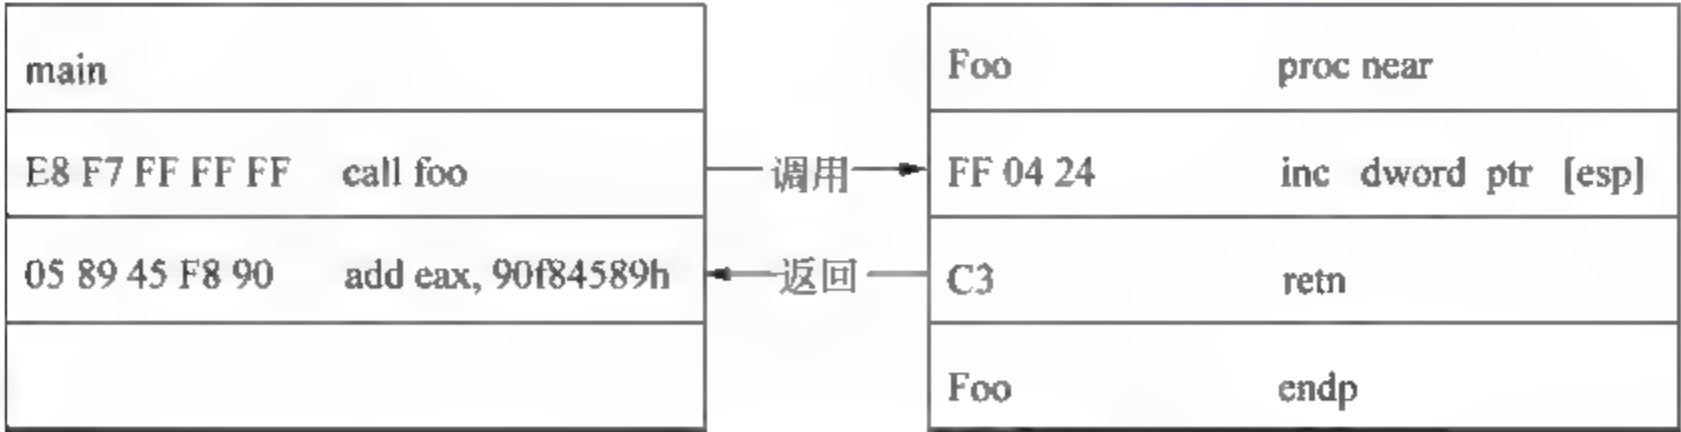 main
E8 F7 FF FF FF call foo
05 89 45 F8 90 add eax, 90f84589h
调用
返回
Foo proc near
FF 04 24 inc dword ptr [esp]
C3 retn
Foo endp